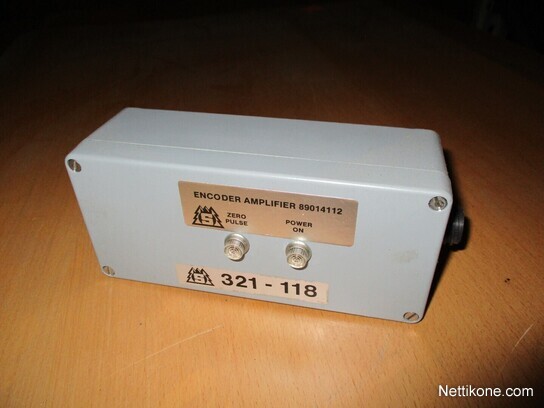 ENCODER AMPLIFIER 89014112
ZERO PULSE
POWER ON
321 - 118
Nettikone.com